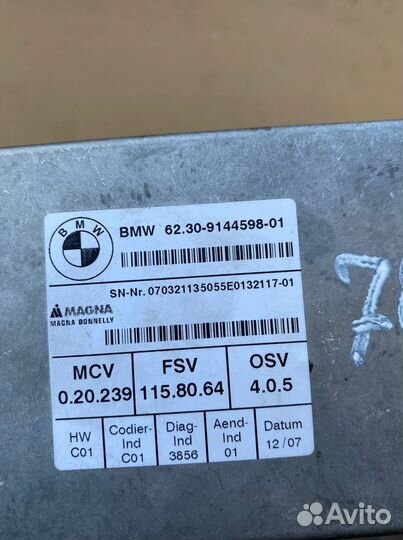 BMW
BMW 62.30-9144598-01
SN-Nr. 070321135055E0132117-01
MAGNA
MAGNA DONNELLY
MCV FSV OSV
0.20.239 115.80.64 4.0.5
HW Codier- Diag- Aend- Datum
Ind Ind Ind
C01 C01 3856 01 12/07
Avito